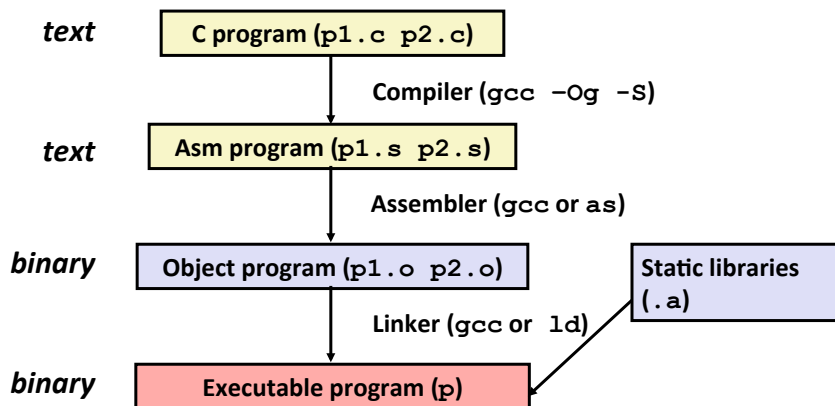 text C program (p1.c p2.c)
Compiler (gcc –Og -S)
text Asm program (p1.s p2.s)
Assembler (gcc or as)
binary Object program (p1.o p2.o)
Static libraries
(.a)
Linker (gcc or ld)
binary Executable program (p)